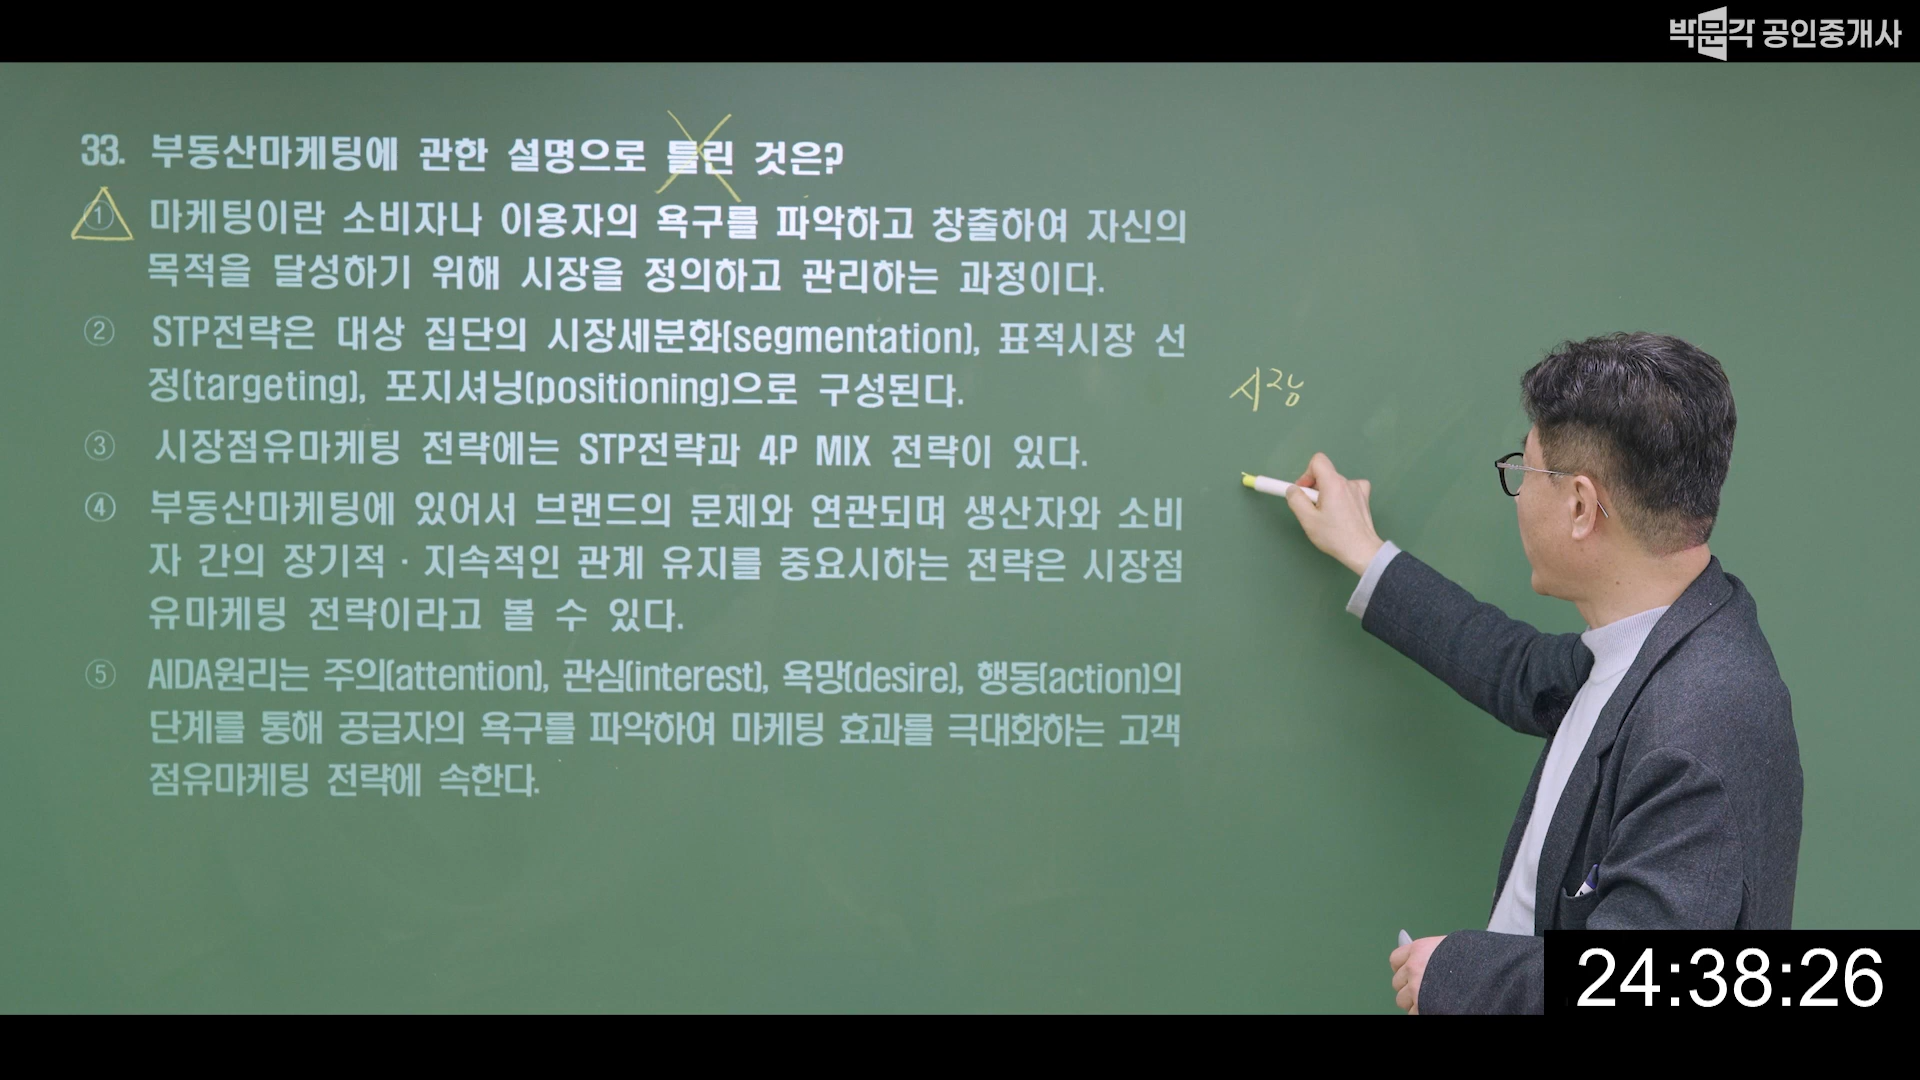 박문각 공인중개사
33. 부동산마케팅에 관한 설명으로 틀린 것은?
① 마케팅이란 소비자나 이용자의 욕구를 파악하고 창출하여 자신의
목적을 달성하기 위해 시장을 정의하고 관리하는 과정이다.
② STP전략은 대상 집단의 시장세분화(segmentation), 표적시장 선
정(targeting), 포지셔닝(positioning)으로 구성된다.
시장
③ 시장점유마케팅 전략에는 STP전략과 4P MIX 전략이 있다.
④ 부동산마케팅에 있어서 브랜드의 문제와 연관되며 생산자와 소비
자 간의 장기적·지속적인 관계 유지를 중요시하는 전략은 시장점
유마케팅 전략이라고 볼 수 있다.
⑤ AIDA원리는 주의(attention), 관심(interest), 욕망(desire), 행동(action)의
단계를 통해 공급자의 욕구를 파악하여 마케팅 효과를 극대화하는 고객
점유마케팅 전략에 속한다.
24:38:26